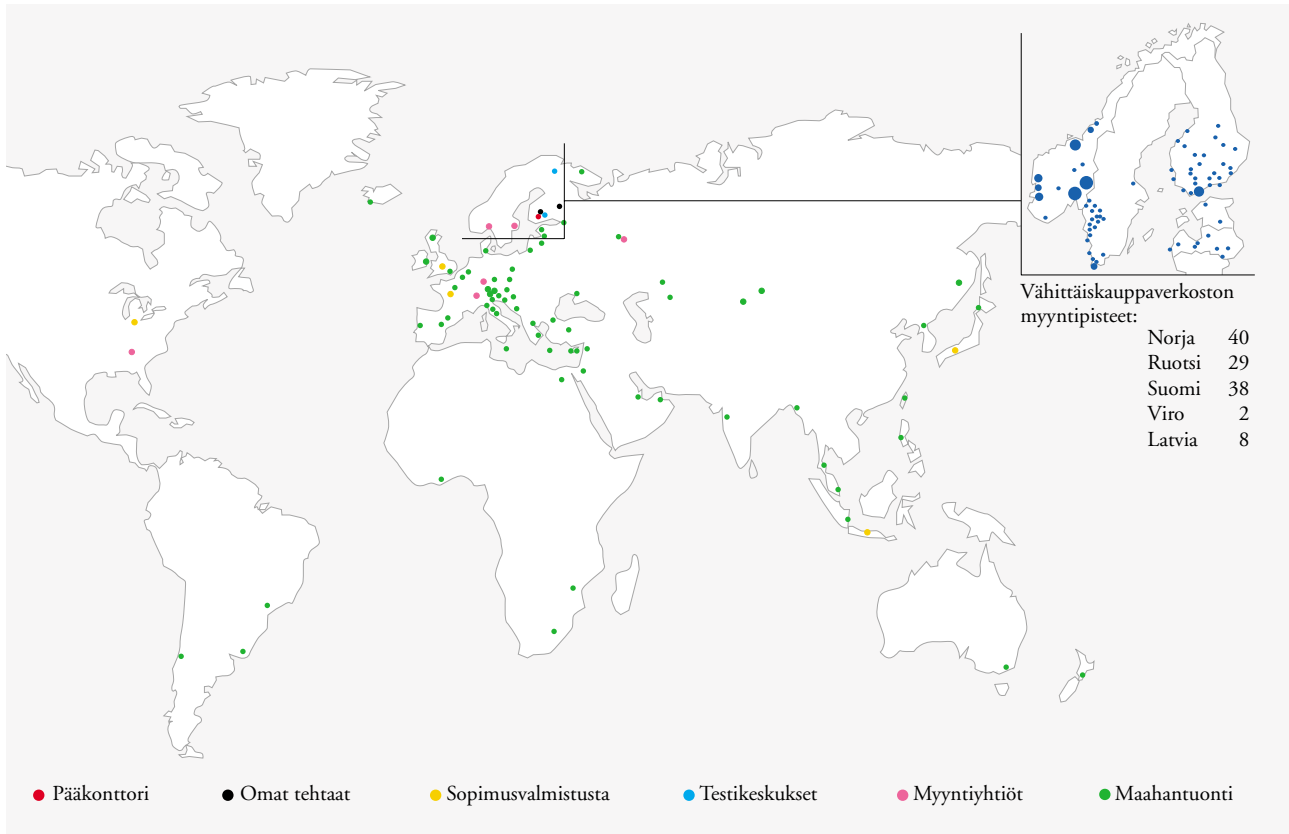 Vähittäiskauppaverkoston
myyntipisteet:
Norja 40
Ruotsi 29
Suomi 38
Viro 2
Latvia 8
Pääkonttori Omat tehtaat Sopimusvalmistusta Testikeskukset Myyntiyhtiöt Maahantuonti